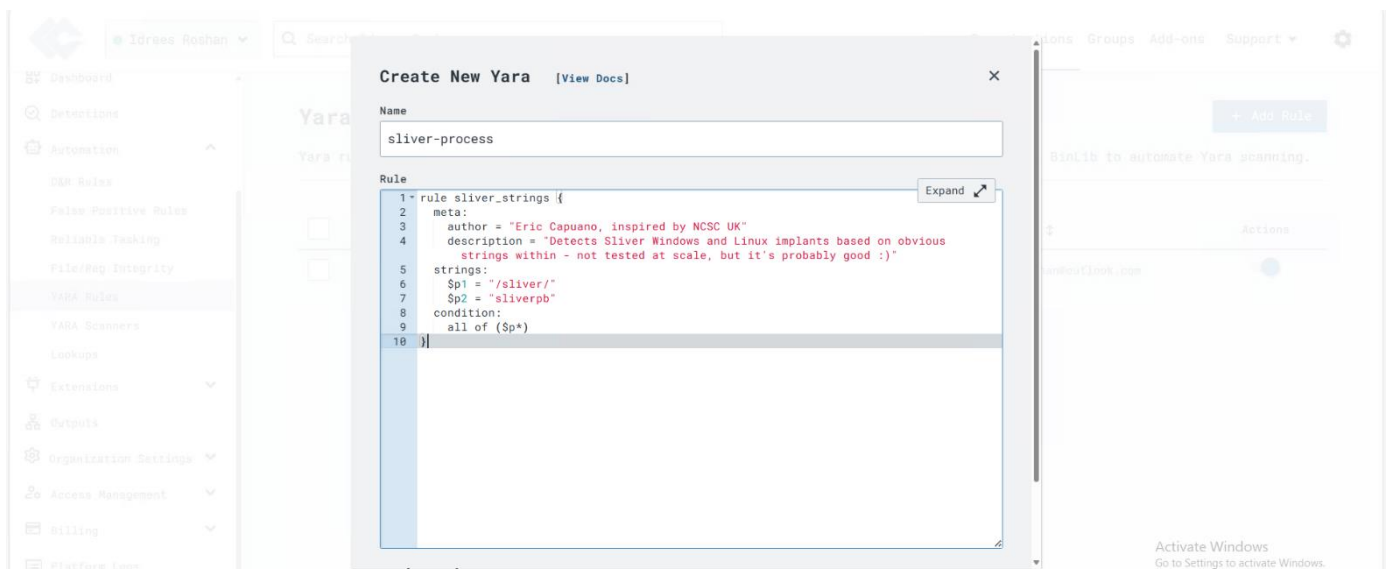 Idrees Roshan
Search
Groups Add-ons Support
Create New Yara [View Docs]
Name
sliver-process
Rule
Expand
1 rule sliver_strings {
2 meta:
3 author = "Eric Capuano, inspired by NCSC UK"
4 description = "Detects Sliver Windows and Linux implants based on obvious
strings within - not tested at scale, but it's probably good :)"
5 strings:
6 $p1 = "/sliver/"
7 $p2 = "sliverpb"
8 condition:
9 all of ($p*)
10 }
Dashboard
Detections
Automation
D&R Rules
False Positive Rules
Reliable Tasking
File/Reg Integrity
YARA Rules
YARA Scanners
Lookups
Extensions
Outputs
Organization Settings
Access Management
Billing
Platform Logs
Yara
+ Add Rule
Yara ru
BinLib to automate Yara scanning.
Actions
Activate Windows
Go to Settings to activate Windows.